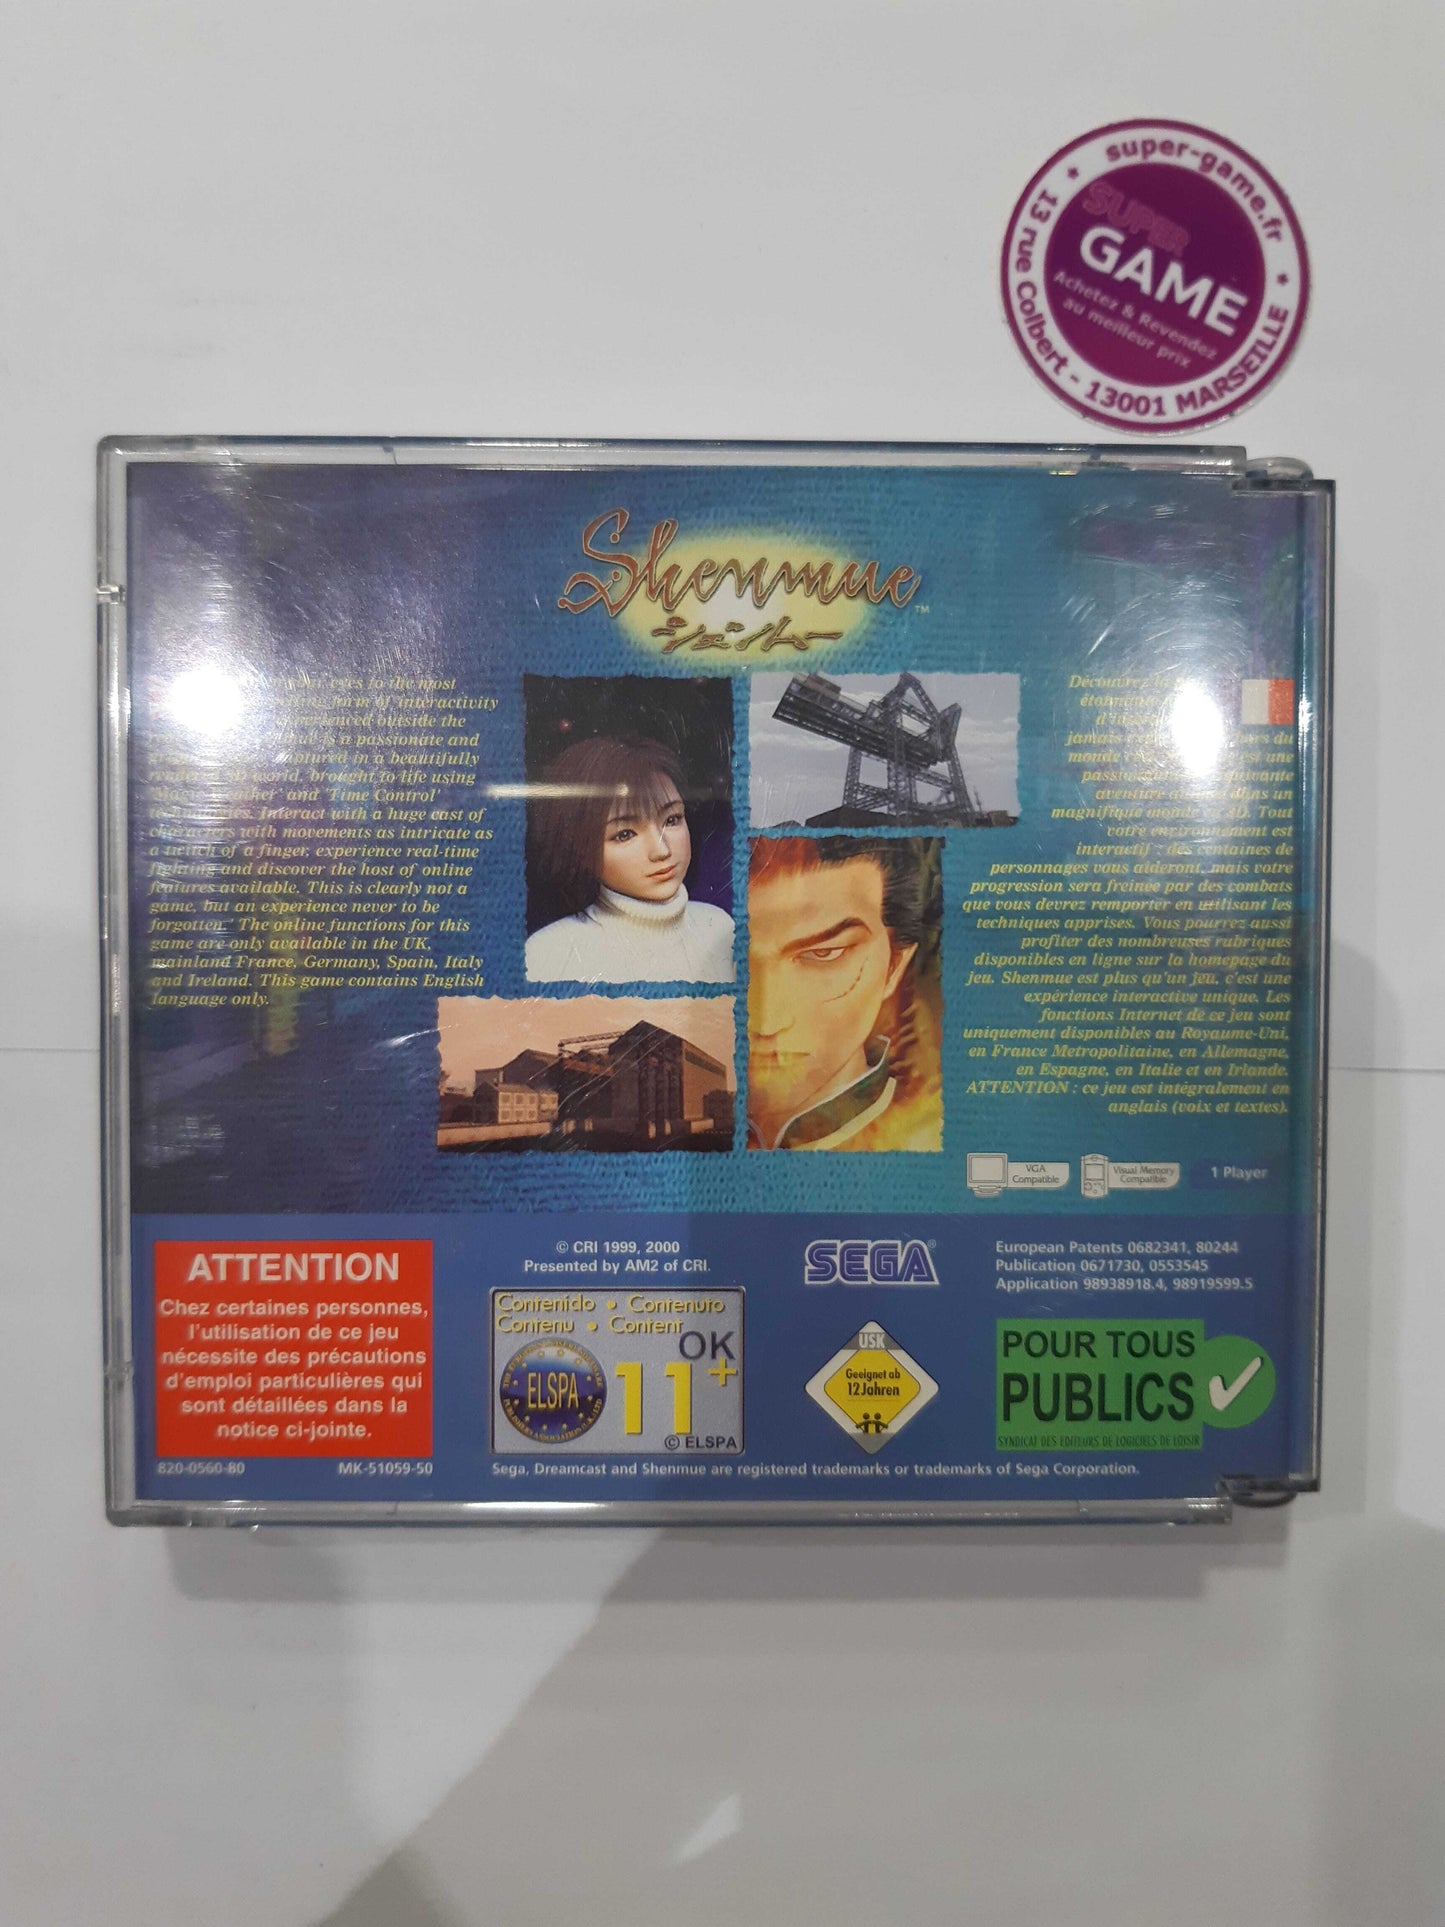 super-game.fr
13 rue Colbert - 13001 MARSEILLE
SUPER
GAME
Achetez & Revendez
au meilleur prix
Shenmue™
シェンムー
eyes to the most
form of interactivity
experienced outside the
is a passionate and
captured in a beautifully
world, brought to life using
'Magic Weather' and 'Time Control'
Interact with a huge cast of
characters with movements as intricate as
a twitch of a finger, experience real-time
fighting and discover the host of online
features available. This is clearly not a
game, but an experience never to be
forgotten. The online functions for this
game are only available in the UK,
mainland France, Germany, Spain, Italy
and Ireland. This game contains English
language only.
Découvrez la
jamais
monde est une
aventure dans un
magnifique monde en 3D. Tout
votre environnement est
interactif : des centaines de
personnages vous aideront, mais votre
progression sera freinée par des combats
que vous devrez remporter en utilisant les
techniques apprises. Vous pourrez aussi
profiter des nombreuses rubriques
disponibles en ligne sur la homepage du
jeu. Shenmue est plus qu'un jeu, c'est une
expérience interactive unique. Les
fonctions Internet de ce jeu sont
uniquement disponibles au Royaume-Uni,
en France Metropolitaine, en Allemagne,
en Espagne, en Italie et en Irlande.
ATTENTION : ce jeu est intégralement en
anglais (voix et textes).
VGA
Compatible
Visual Memory
Compatible
1 Player
ATTENTION
Chez certaines personnes,
l'utilisation de ce jeu
nécessite des précautions
d'emploi particulières qui
sont détaillées dans la
notice ci-jointe.
820-0560-80
MK-51059-50
© CRI 1999, 2000
Presented by AM2 of CRI.
Contenido • Contenuto
Contenu • Content
OK
11+
ELSPA
© ELSPA
SEGA®
USK
Geeignet ab
12 Jahren
European Patents 0682341, 80244
Publication 0671730, 0553545
Application 98938918.4, 98919599.5
POUR TOUS
PUBLICS
SYNDICAT DES EDITEURS DE LOGICIELS DE LOISIR
Sega, Dreamcast and Shenmue are registered trademarks or trademarks of Sega Corporation.